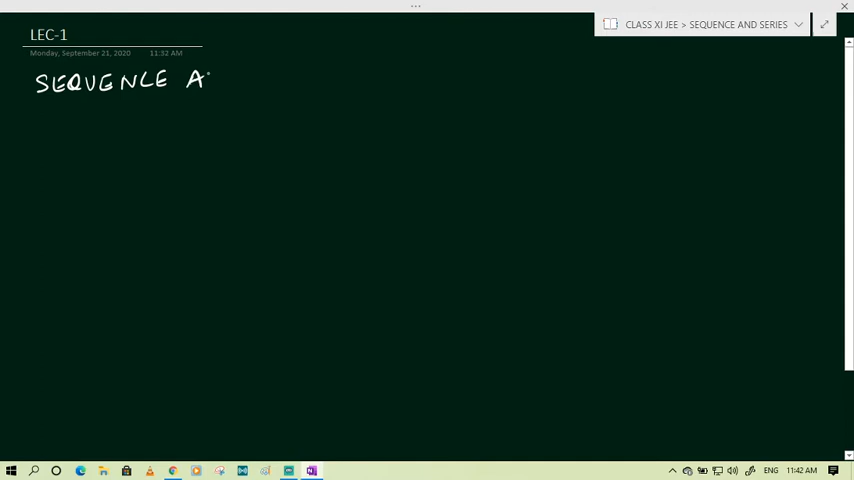 CLASS XI JEE > SEQUENCE AND SERIES
LEC-1
Monday, September 21, 2020 11:32 AM
SEQUENCE A
ENG 11:42 AM